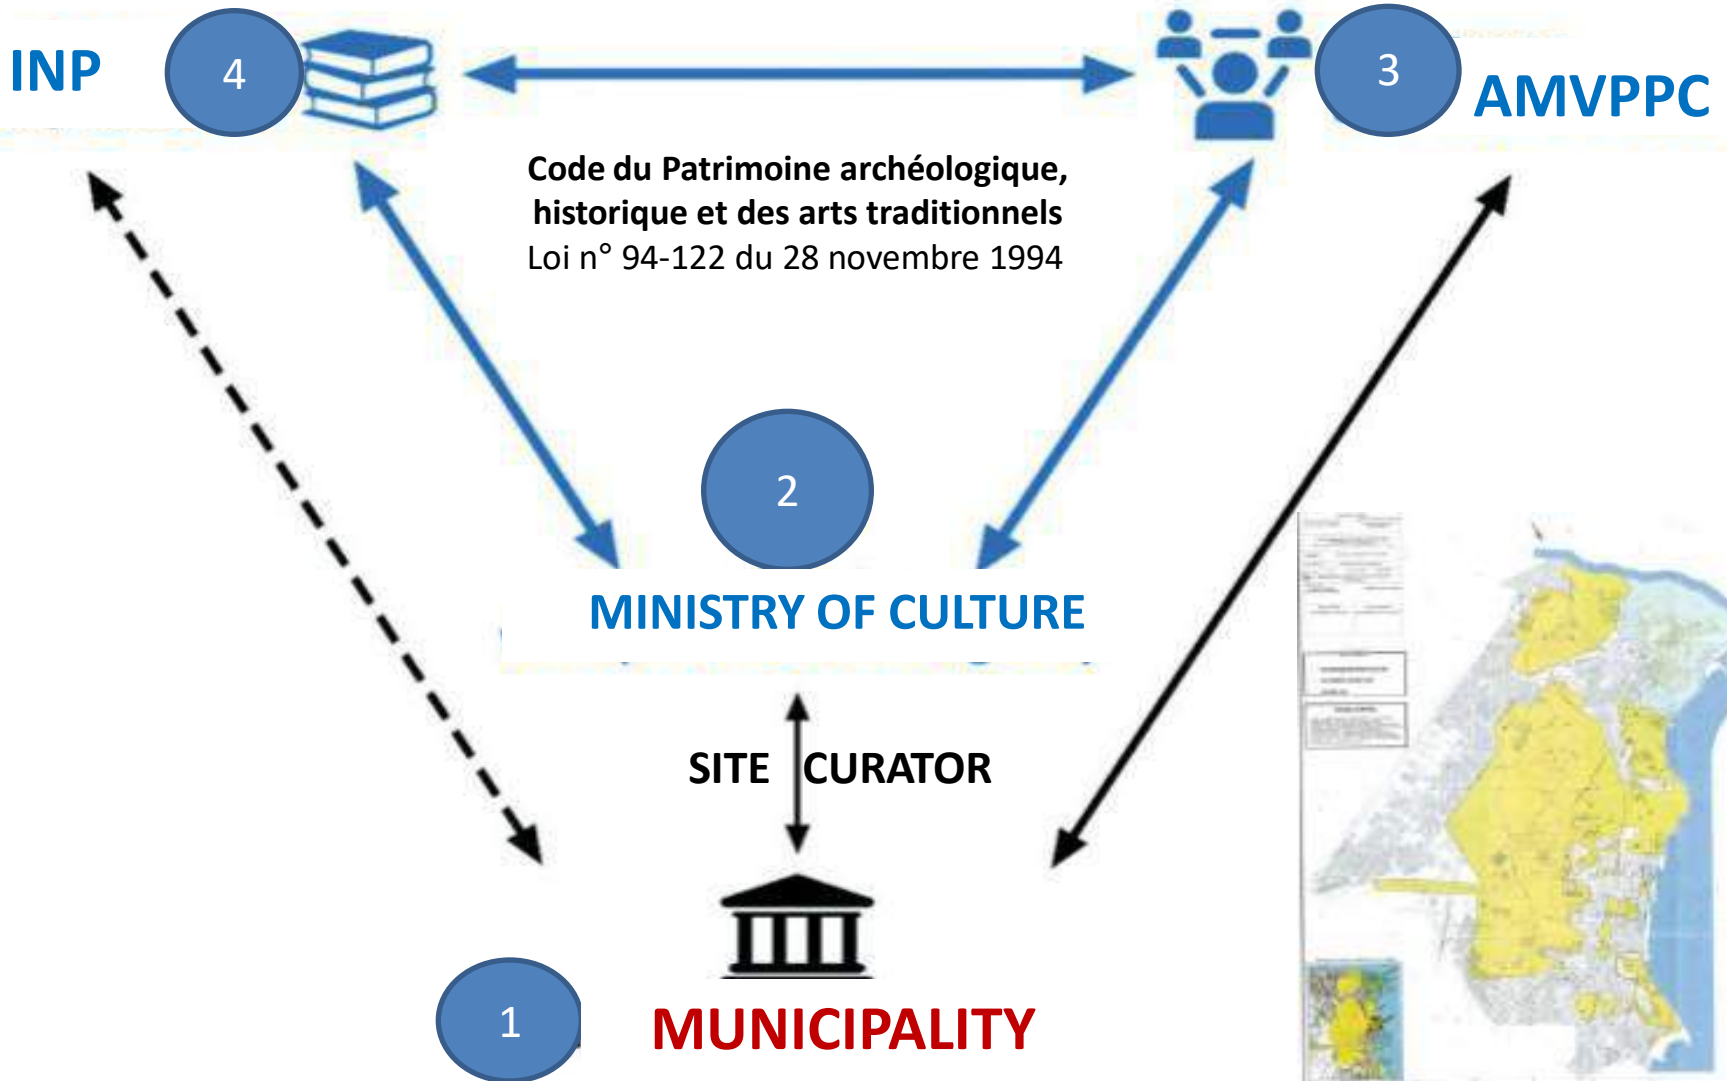 INP
4
3
AMVPPC
Code du Patrimoine archéologique,
historique et des arts traditionnels
Loi n° 94-122 du 28 novembre 1994
2
MINISTRY OF CULTURE
SITE CURATOR
1
MUNICIPALITY